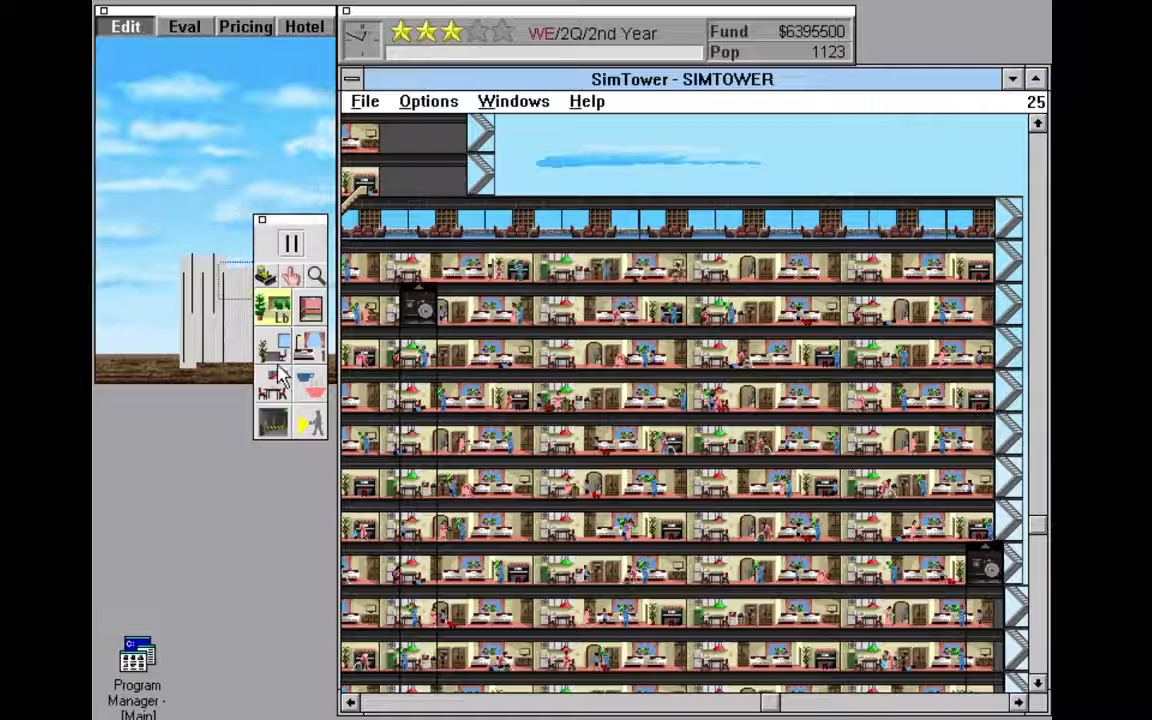 Edit Eval Pricing Hotel
WE/2Q/2nd Year
Fund $6395500
Pop 1123
SimTower - SIMTOWER
File Options Windows Help
25
Lb
Program
Manager -
[Main]